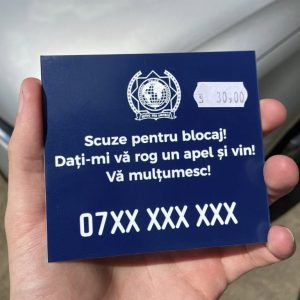 S 30,00
Scuze pentru blocaj!
Dați-mi vă rog un apel și vin!
Vă mulțumesc!
07XX XXX XXX